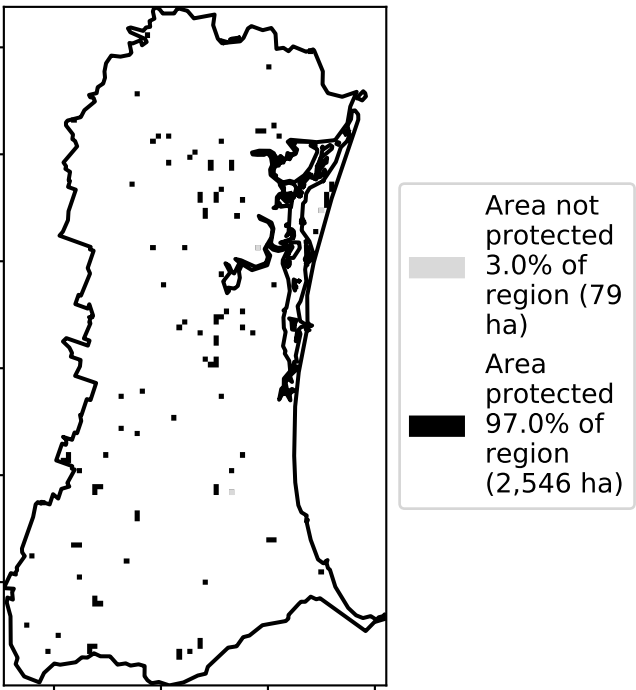 Area not
protected
3.0% of
region (79
ha)
Area
protected
97.0% of
region
(2,546 ha)